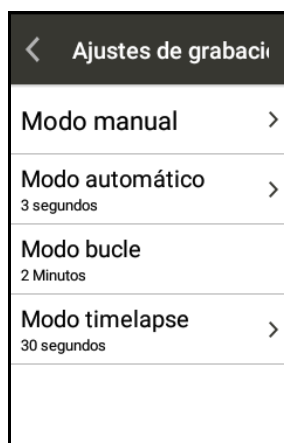 Ajustes de grabaci
Modo manual
Modo automático
3 segundos
Modo bucle
2 Minutos
Modo timelapse
30 segundos